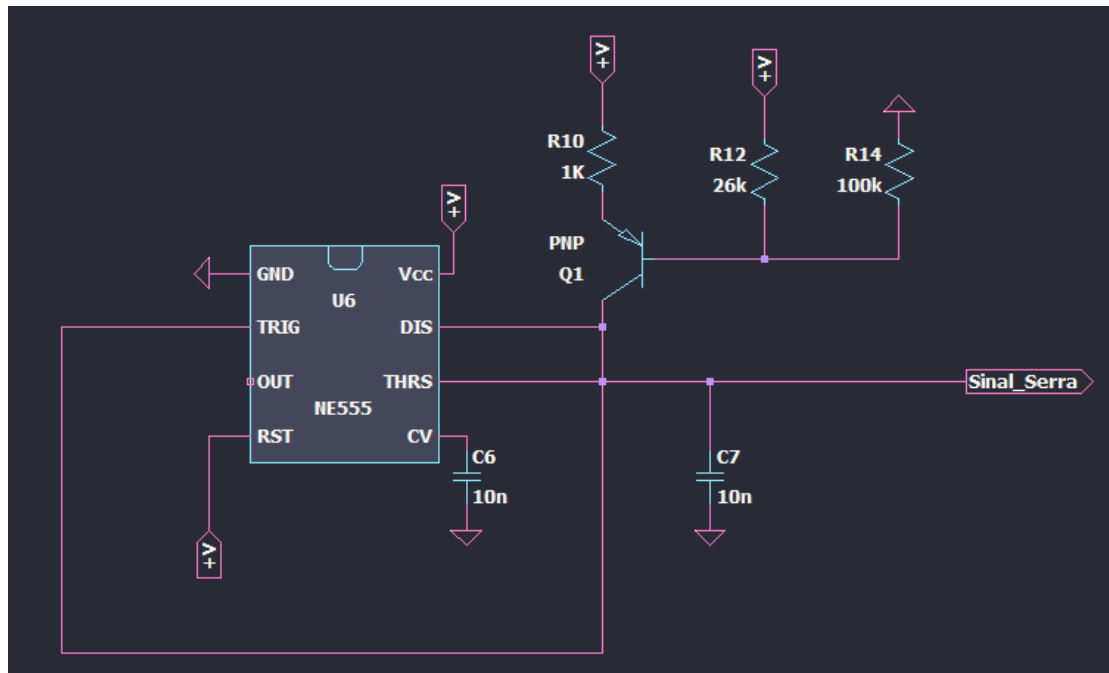 +V
+V
R10
1K
R12
26k
R14
100k
+V
PNP
Q1
GND
Vcc
U6
TRIG
DIS
OUT
THRS
Sinal_Serra
NE555
RST
CV
C6
10n
C7
10n
+V